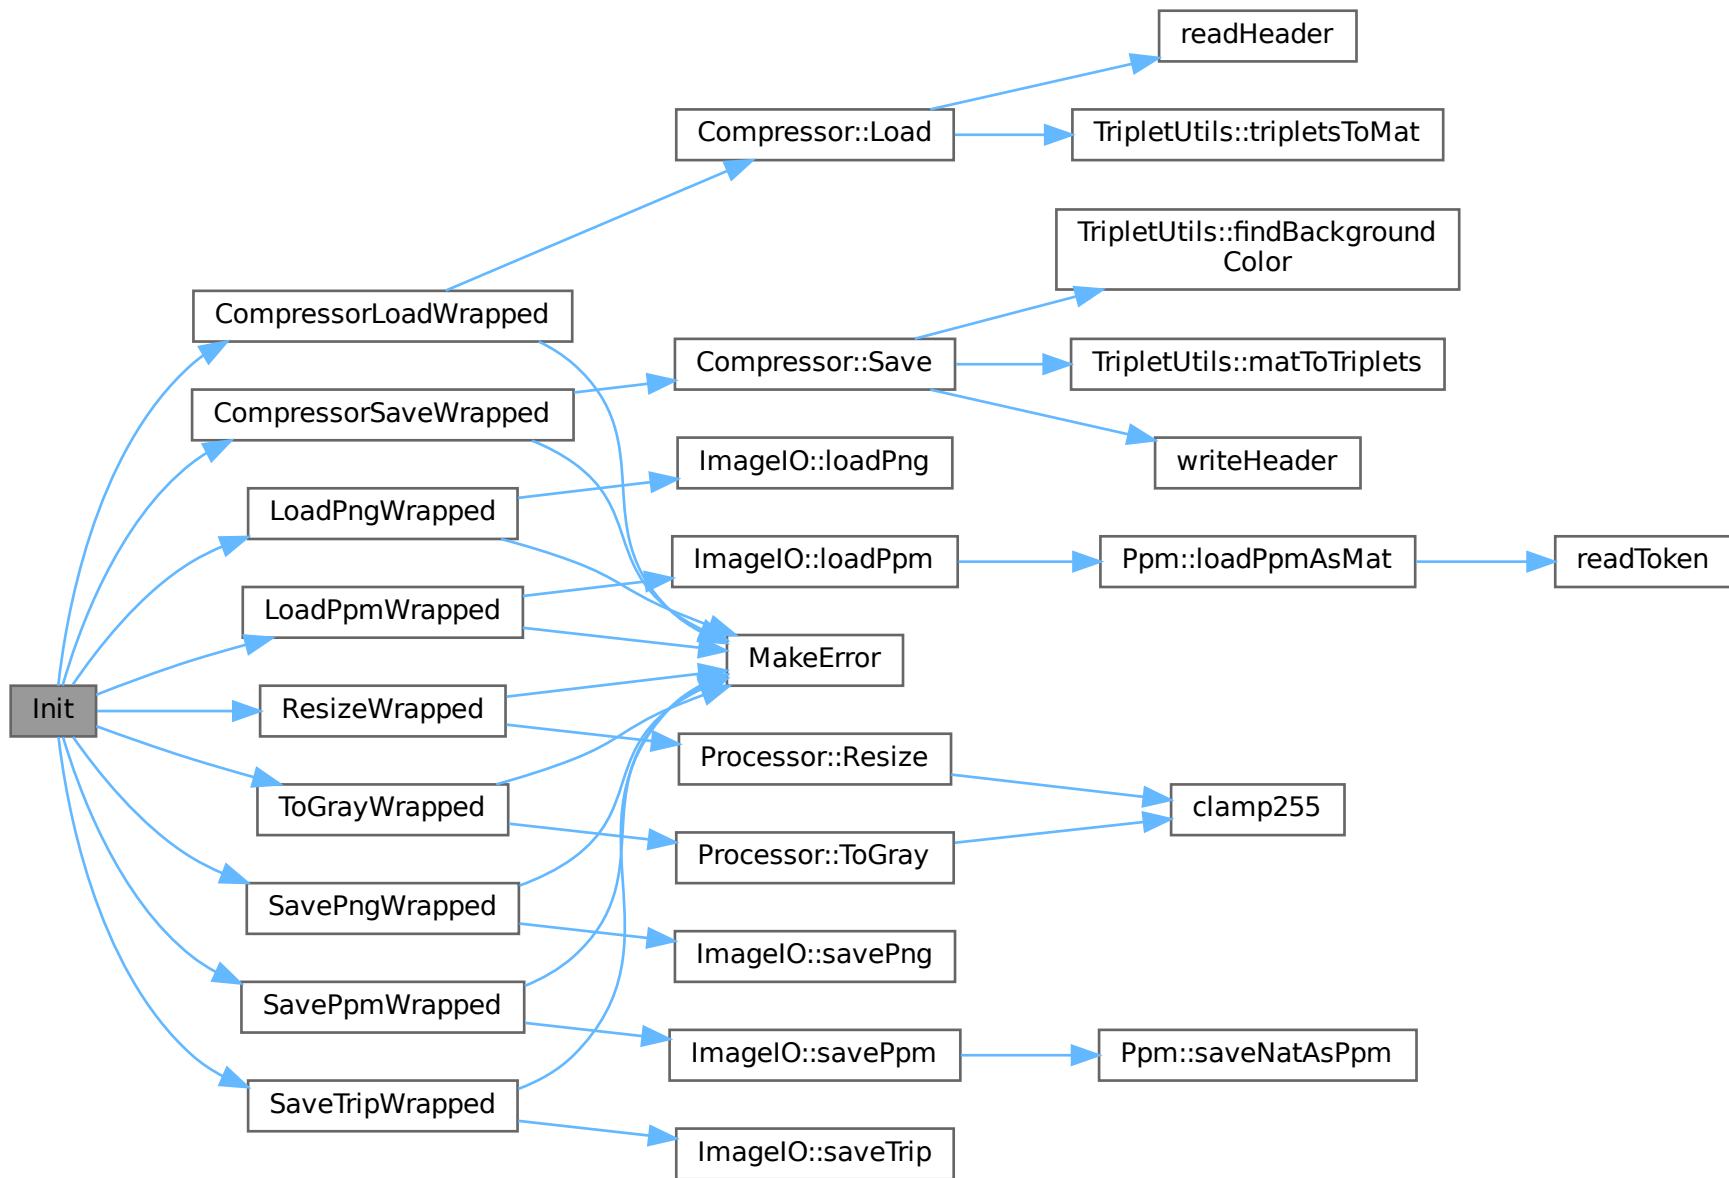 readHeader
Compressor::Load
TripletUtils::tripletsToMat
TripletUtils::findBackground
Color
CompressorLoadWrapped
Compressor::Save
TripletUtils::matToTriplets
CompressorSaveWrapped
ImageIO::loadPng
writeHeader
LoadPngWrapped
ImageIO::loadPpm
Ppm::loadPpmAsMat
readToken
LoadPpmWrapped
MakeError
Init
ResizeWrapped
Processor::Resize
ToGrayWrapped
clamp255
Processor::ToGray
SavePngWrapped
ImageIO::savePng
SavePpmWrapped
ImageIO::savePpm
Ppm::saveNatAsPpm
SaveTripWrapped
ImageIO::saveTrip